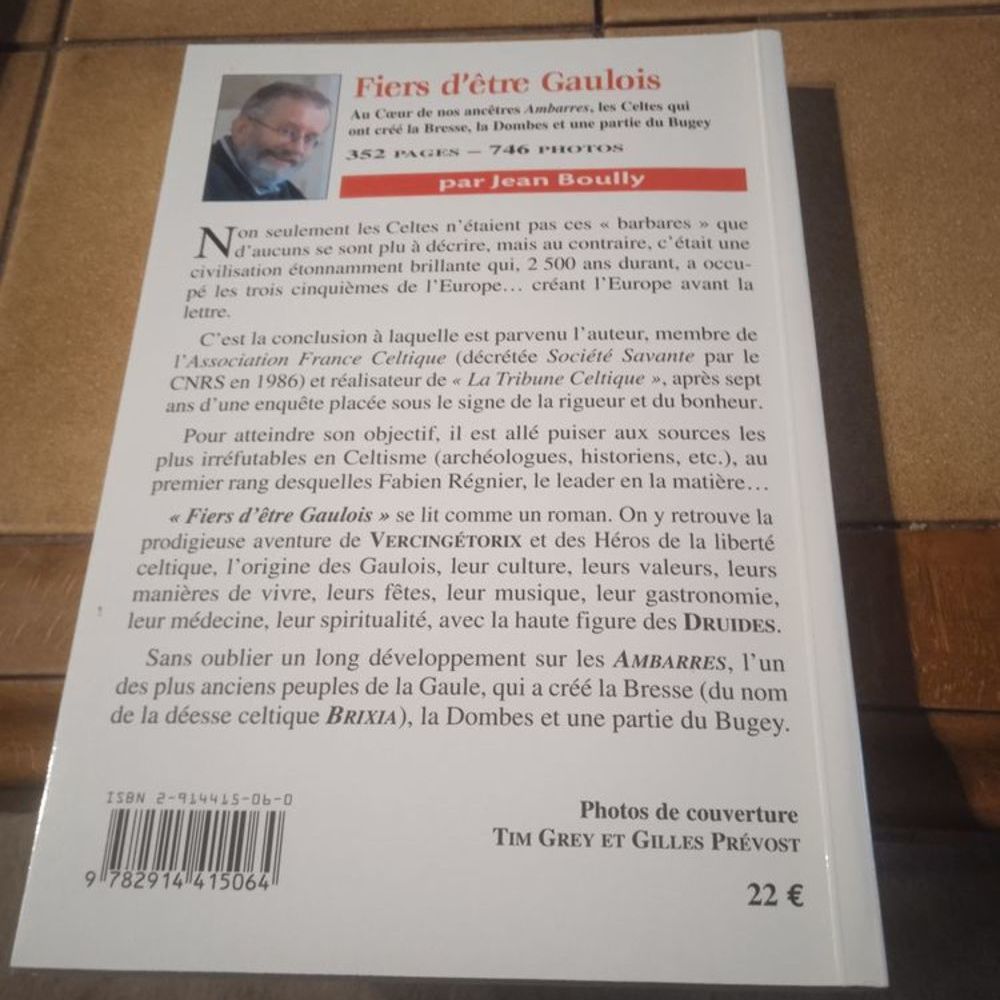 Fiers d'être Gaulois
Au Cœur de nos ancêtres Ambarres, les Celtes qui
ont créé la Bresse, la Dombes et une partie du Bugey
352 PAGES – 746 PHOTOS
par Jean Boully
Non seulement les Celtes n'étaient pas ces « barbares » que
d'aucuns se sont plu à décrire, mais au contraire, c'était une
civilisation étonnamment brillante qui, 2 500 ans durant, a occu-
pé les trois cinquièmes de l'Europe... créant l'Europe avant la
lettre.
C'est la conclusion à laquelle est parvenu l'auteur, membre de
l'Association France Celtique (décrétée Société Savante par le
CNRS en 1986) et réalisateur de « La Tribune Celtique », après sept
ans d'une enquête placée sous le signe de la rigueur et du bonheur.
Pour atteindre son objectif, il est allé puiser aux sources les
plus irréfutables en Celtisme (archéologues, historiens, etc.), au
premier rang desquelles Fabien Régnier, le leader en la matière...
« Fiers d'être Gaulois » se lit comme un roman. On y retrouve la
prodigieuse aventure de VERCINGÉTORIX et des Héros de la liberté
celtique, l'origine des Gaulois, leur culture, leurs valeurs, leurs
manières de vivre, leurs fêtes, leur musique, leur gastronomie,
leur médecine, leur spiritualité, avec la haute figure des DRUIDES.
Sans oublier un long développement sur les AMBARRES, l'un
des plus anciens peuples de la Gaule, qui a créé la Bresse (du nom
de la déesse celtique BRIXIA), la Dombes et une partie du Bugey.
ISBN 2-914415-06-0
9 782914 415064
Photos de couverture
TIM GREY ET GILLES PRÉVOST
22 €